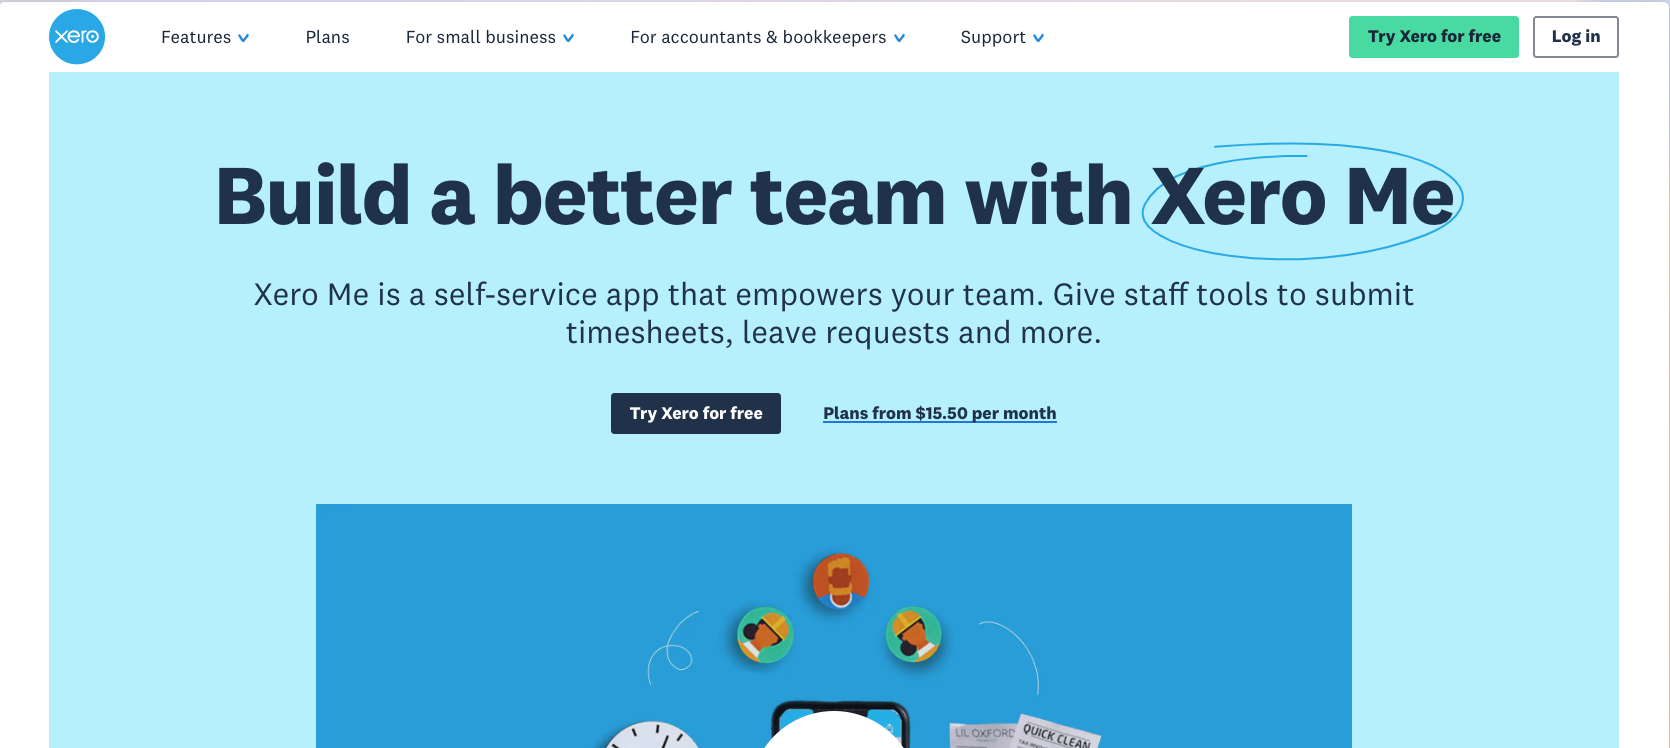 xero
Features
Plans
For small business
For accountants & bookkeepers
Support
Try Xero for free
Log in
Build a better team with Xero Me
Xero Me is a self-service app that empowers your team. Give staff tools to submit
timesheets, leave requests and more.
Try Xero for free
Plans from $15.50 per month
LIL OXFORD
QUICK CLEAN